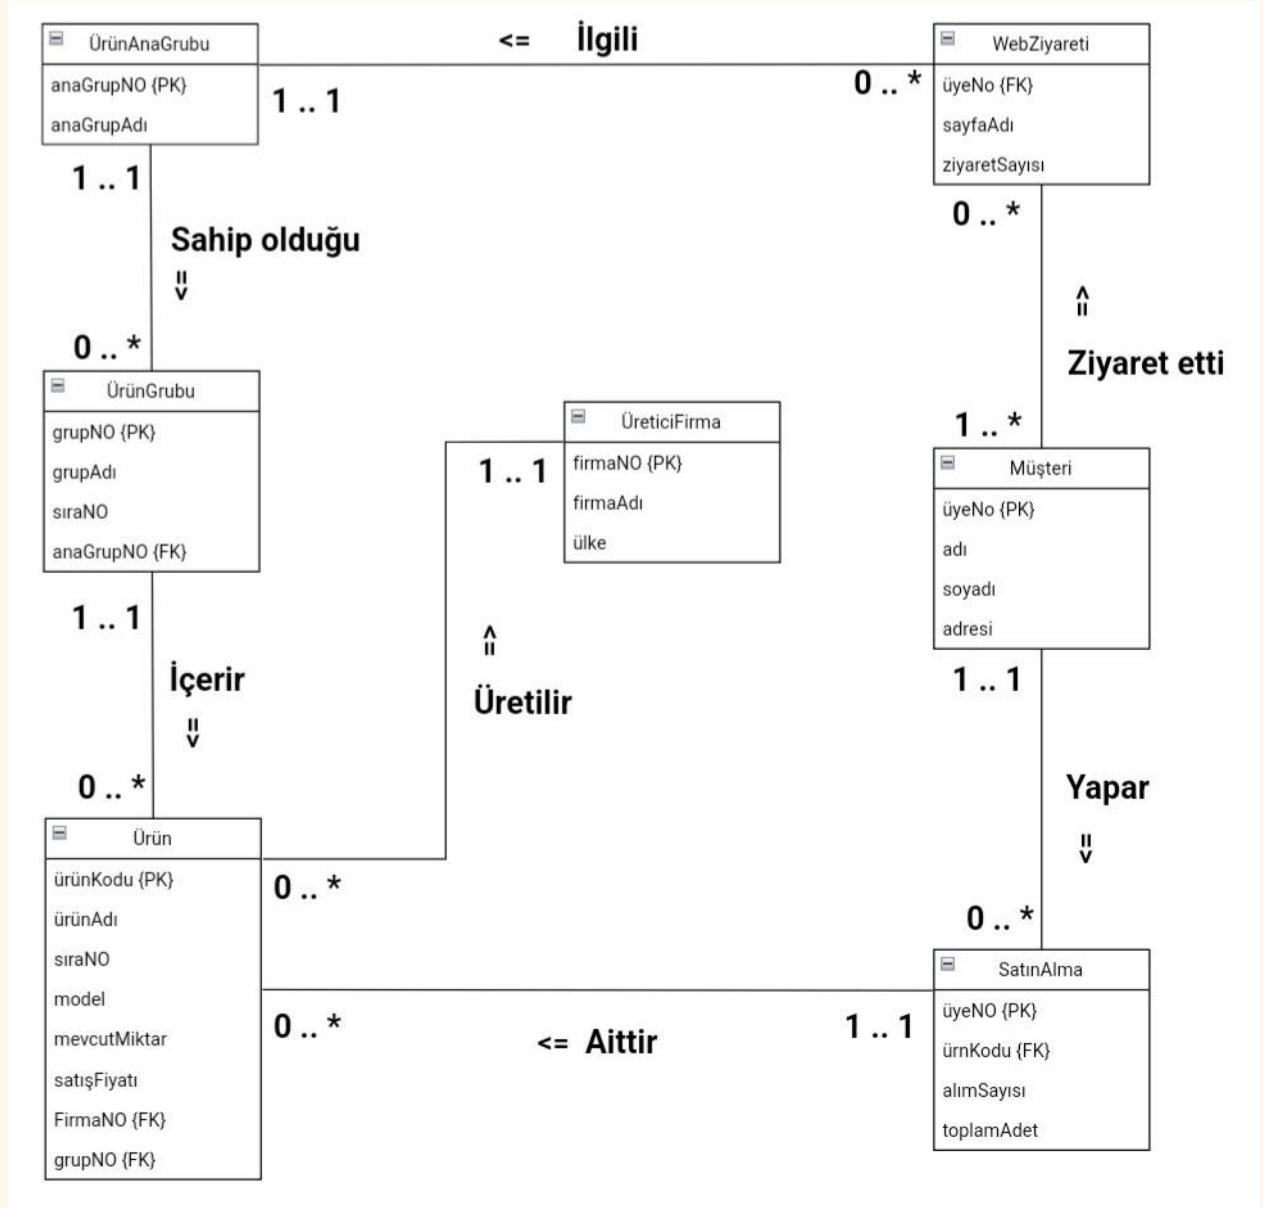 ÜrünAnaGrubu
anaGrupNO {PK}
anaGrupAdı
<= İlgili
1 .. 1
0 .. *
WebZiyareti
üyeNo {FK}
sayfaAdı
ziyaretSayısı
1 .. 1
Sahip olduğu
=>
0 .. *
0 .. *
=>
Ziyaret etti
1 .. *
ÜrünGrubu
grupNO {PK}
grupAdı
sıraNO
anaGrupNO {FK}
ÜreticiFirma
firmaNO {PK}
firmaAdı
ülke
1 .. 1
Müşteri
üyeNo {PK}
adı
soyadı
adresi
1 .. 1
İçerir
=>
0 .. *
=>
Üretilir
1 .. 1
Yapar
=>
0 .. *
Ürün
ürünKodu {PK}
ürünAdı
sıraNO
model
mevcutMiktar
satışFiyatı
FirmaNO {FK}
grupNO {FK}
0 .. *
0 .. *
<= Aittir
1 .. 1
SatınAlma
üyeNO {PK}
ürnKodu {FK}
alımSayısı
toplamAdet